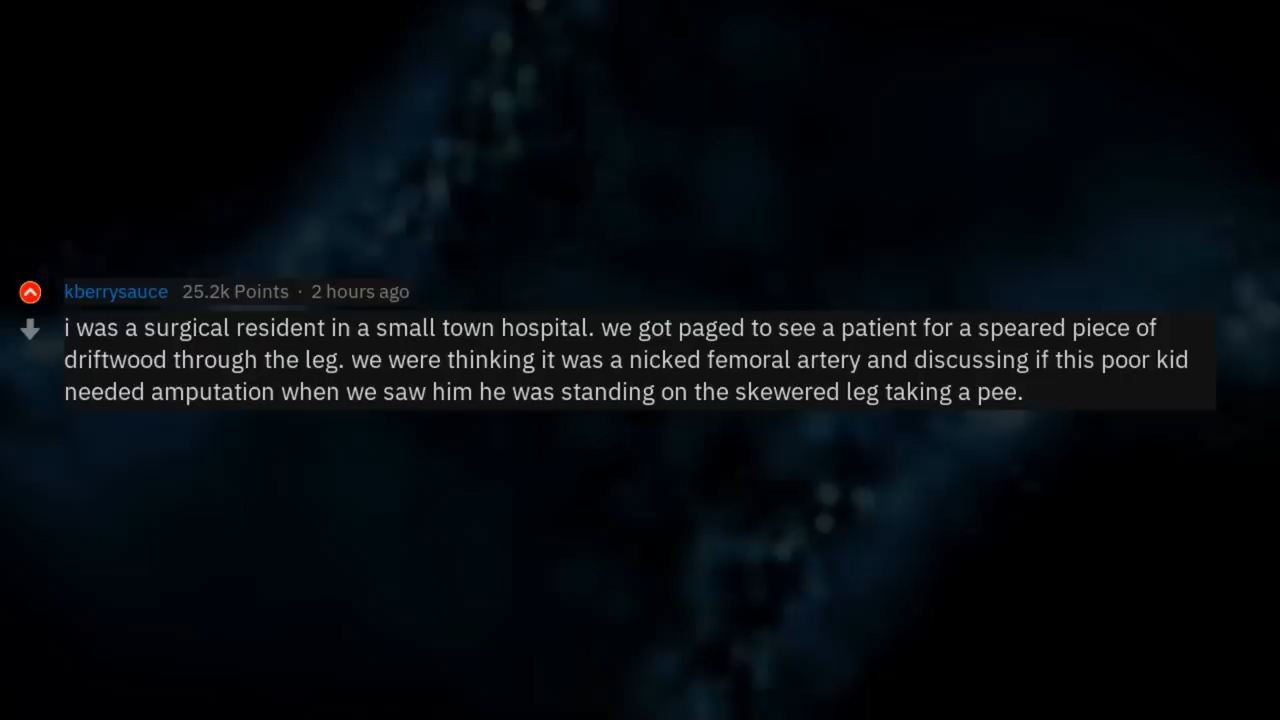 kberrysauce 25.2k Points · 2 hours ago
i was a surgical resident in a small town hospital. we got paged to see a patient for a speared piece of
driftwood through the leg. we were thinking it was a nicked femoral artery and discussing if this poor kid
needed amputation when we saw him he was standing on the skewered leg taking a pee.